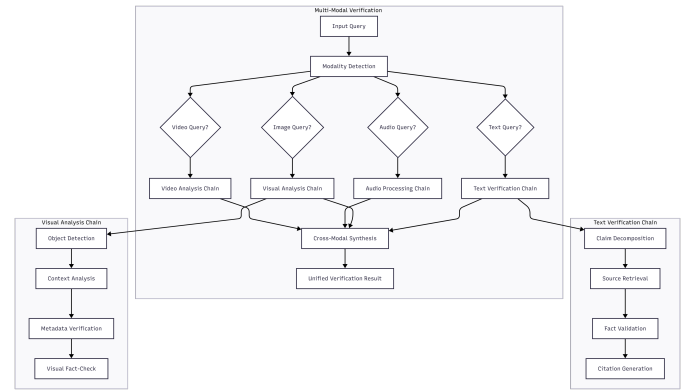 Multi-Modal Verification
Input Query
Modality Detection
Video Query?
Image Query?
Audio Query?
Text Query?
Video Analysis Chain
Visual Analysis Chain
Audio Processing Chain
Text Verification Chain
Cross-Modal Synthesis
Unified Verification Result
Visual Analysis Chain
Object Detection
Context Analysis
Metadata Verification
Visual Fact-Check
Text Verification Chain
Claim Decomposition
Source Retrieval
Fact Validation
Citation Generation